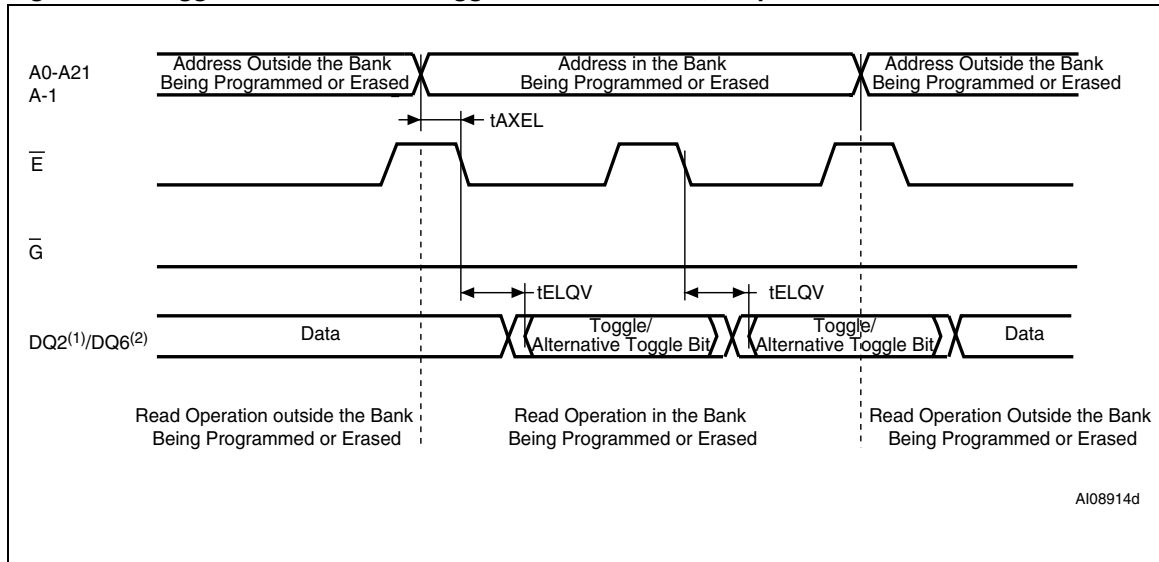 A0-A21
A-1
Address Outside the Bank
Being Programmed or Erased
Address in the Bank
Being Programmed or Erased
Address Outside the Bank
Being Programmed or Erased
tAXEL
E
G
tELQV
tELQV
DQ2(1)/DQ6(2)
Data
Toggle/
Alternative Toggle Bit
Toggle/
Alternative Toggle Bit
Data
Read Operation outside the Bank
Being Programmed or Erased
Read Operation in the Bank
Being Programmed or Erased
Read Operation Outside the Bank
Being Programmed or Erased
AI08914d